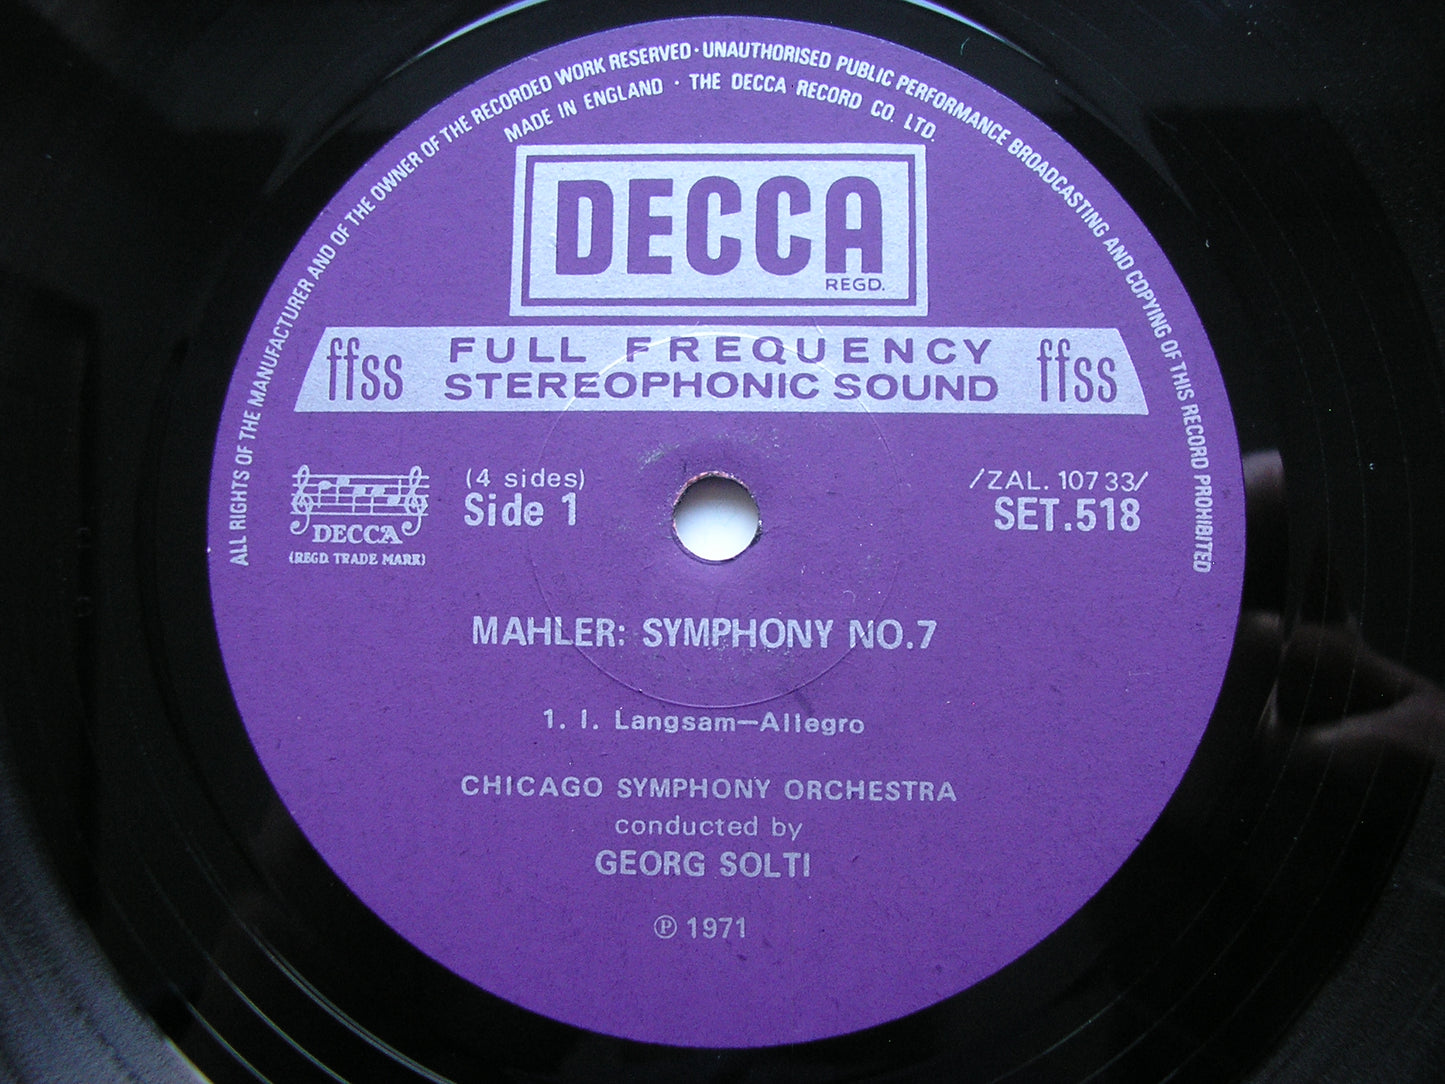 ALL RIGHTS OF THE MANUFACTURER AND OF THE OWNER OF THE RECORDED WORK RESERVED · UNAUTHORISED PUBLIC PERFORMANCE BROADCASTING AND COPYING OF THIS RECORD PROHIBITED
MADE IN ENGLAND · THE DECCA RECORD CO. LTD.
DECCA
REGD.
ffss FULL FREQUENCY STEREOPHONIC SOUND ffss
DECCA
(REGD. TRADE MARK)
(4 sides)
Side 1
/ZAL. 10733/
SET.518
MAHLER: SYMPHONY NO.7
1. I. Langsam—Allegro
CHICAGO SYMPHONY ORCHESTRA
conducted by
GEORG SOLTI
℗ 1971